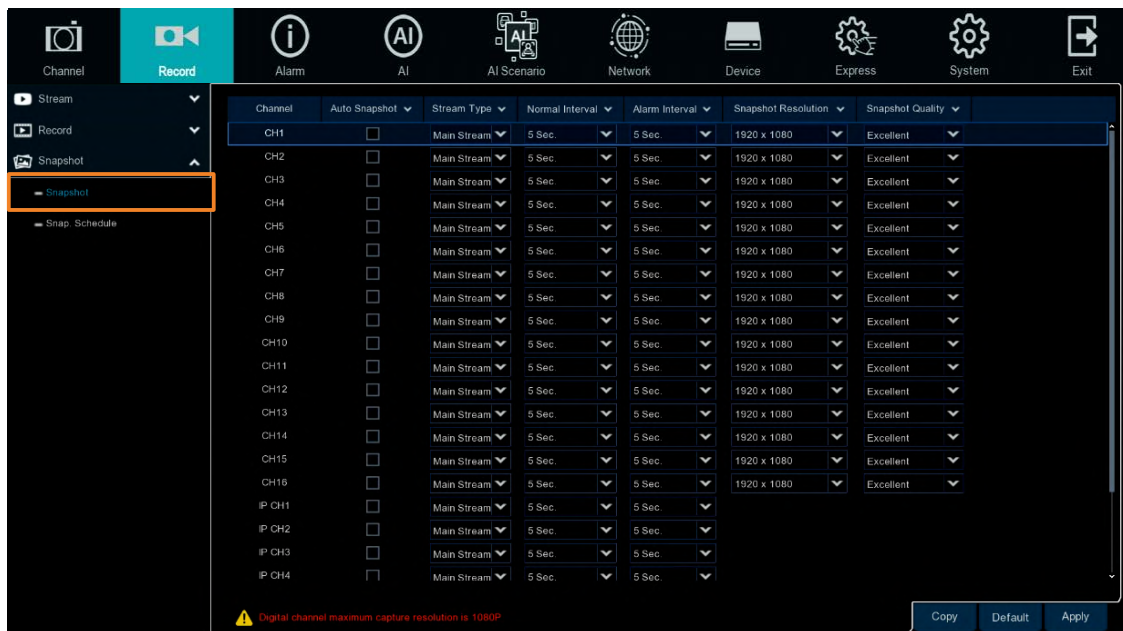 AI AI
Channel Record Alarm AI AI Scenario Network Device Express System Exit
Stream
Record
Snapshot
Snapshot
Snap. Schedule
Channel Auto Snapshot Stream Type Normal Interval Alarm Interval Snapshot Resolution Snapshot Quality
CH1 Main Stream 5 Sec. 5 Sec. 1920 x 1080 Excellent
CH2 Main Stream 5 Sec. 5 Sec. 1920 x 1080 Excellent
CH3 Main Stream 5 Sec. 5 Sec. 1920 x 1080 Excellent
CH4 Main Stream 5 Sec. 5 Sec. 1920 x 1080 Excellent
CH5 Main Stream 5 Sec. 5 Sec. 1920 x 1080 Excellent
CH6 Main Stream 5 Sec. 5 Sec. 1920 x 1080 Excellent
CH7 Main Stream 5 Sec. 5 Sec. 1920 x 1080 Excellent
CH8 Main Stream 5 Sec. 5 Sec. 1920 x 1080 Excellent
CH9 Main Stream 5 Sec. 5 Sec. 1920 x 1080 Excellent
CH10 Main Stream 5 Sec. 5 Sec. 1920 x 1080 Excellent
CH11 Main Stream 5 Sec. 5 Sec. 1920 x 1080 Excellent
CH12 Main Stream 5 Sec. 5 Sec. 1920 x 1080 Excellent
CH13 Main Stream 5 Sec. 5 Sec. 1920 x 1080 Excellent
CH14 Main Stream 5 Sec. 5 Sec. 1920 x 1080 Excellent
CH15 Main Stream 5 Sec. 5 Sec. 1920 x 1080 Excellent
CH16 Main Stream 5 Sec. 5 Sec. 1920 x 1080 Excellent
IP CH1 Main Stream 5 Sec. 5 Sec.
IP CH2 Main Stream 5 Sec. 5 Sec.
IP CH3 Main Stream 5 Sec. 5 Sec.
IP CH4 Main Stream 5 Sec. 5 Sec.
Digital channel maximum capture resolution is 1080P
Copy Default Apply